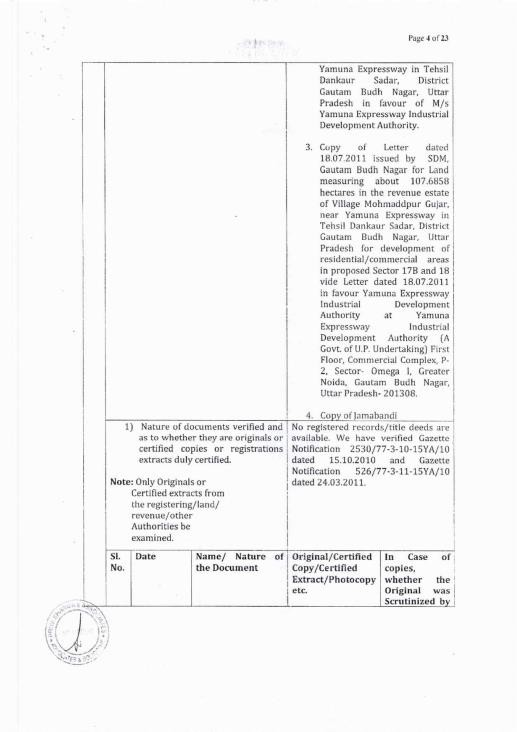 Page 4 of 23
Yamuna Expressway in Tehsil
Dankaur Sadar, District
Gautam Budh Nagar, Uttar
Pradesh in favour of M/s
Yamuna Expressway Industrial
Development Authority.
3. Copy of Letter dated
18.07.2011 issued by SDM,
Gautam Budh Nagar for Land
measuring about 107.6858
hectares in the revenue estate
of Village Mohmaddpur Gujar,
near Yamuna Expressway in
Tehsil Dankaur Sadar, District
Gautam Budh Nagar, Uttar
Pradesh for development of
residential/commercial areas
in proposed Sector 17B and 18
vide Letter dated 18.07.2011
in favour Yamuna Expressway
Industrial Development
Authority at Yamuna
Expressway Industrial
Development Authority (A
Govt. of U.P. Undertaking) First
Floor, Commercial Complex, P-
2, Sector- Omega I, Greater
Noida, Gautam Budh Nagar,
Uttar Pradesh- 201308.
4. Copy of Jamabandi
1) Nature of documents verified and
as to whether they are originals or
certified copies or registrations
extracts duly certified.
Note: Only Originals or
Certified extracts from
the registering/land/
revenue/other
Authorities be
examined.
No registered records/title deeds are
available. We have verified Gazette
Notification 2530/77-3-10-15YA/10
dated 15.10.2010 and Gazette
Notification 526/77-3-11-15YA/10
dated 24.03.2011.
Sl.
No.
Date
Name/ Nature of
the Document
Original/Certified
Copy/Certified
Extract/Photocopy
etc.
In Case of
copies,
whether the
Original was
Scrutinized by